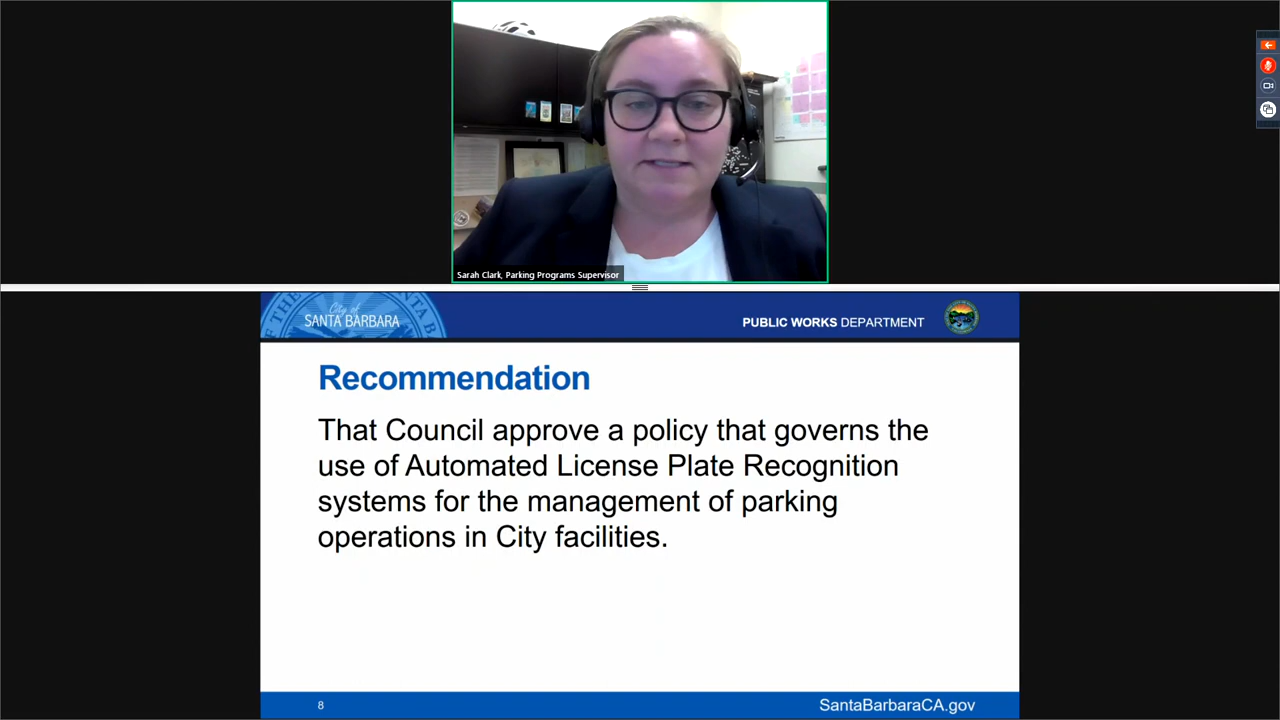 Sarah Clark, Parking Programs Supervisor
City of
SANTA BARBARA
PUBLIC WORKS DEPARTMENT
Recommendation
That Council approve a policy that governs the
use of Automated License Plate Recognition
systems for the management of parking
operations in City facilities.
8
SantaBarbaraCA.gov